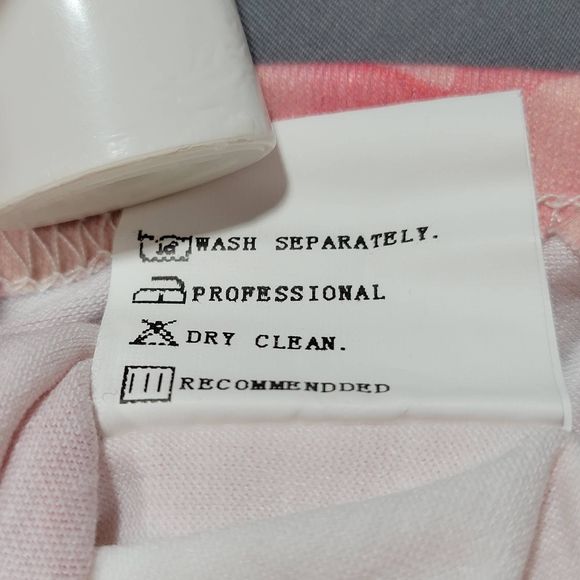 WASH SEPARATELY.
PROFESSIONAL
DRY CLEAN.
RECOMMENDDED